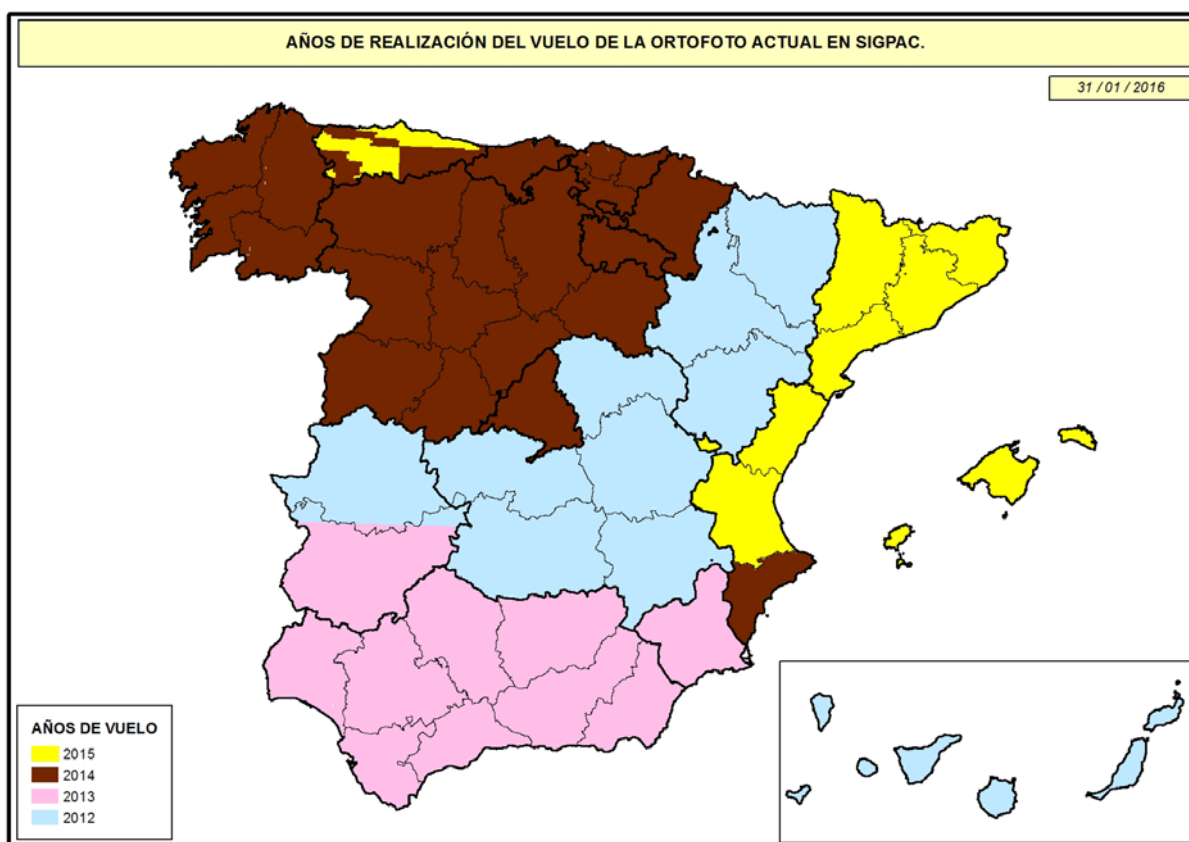 AÑOS DE REALIZACIÓN DEL VUELO DE LA ORTOFOTO ACTUAL EN SIGPAC.
31 / 01 / 2016
AÑOS DE VUELO
2015
2014
2013
2012